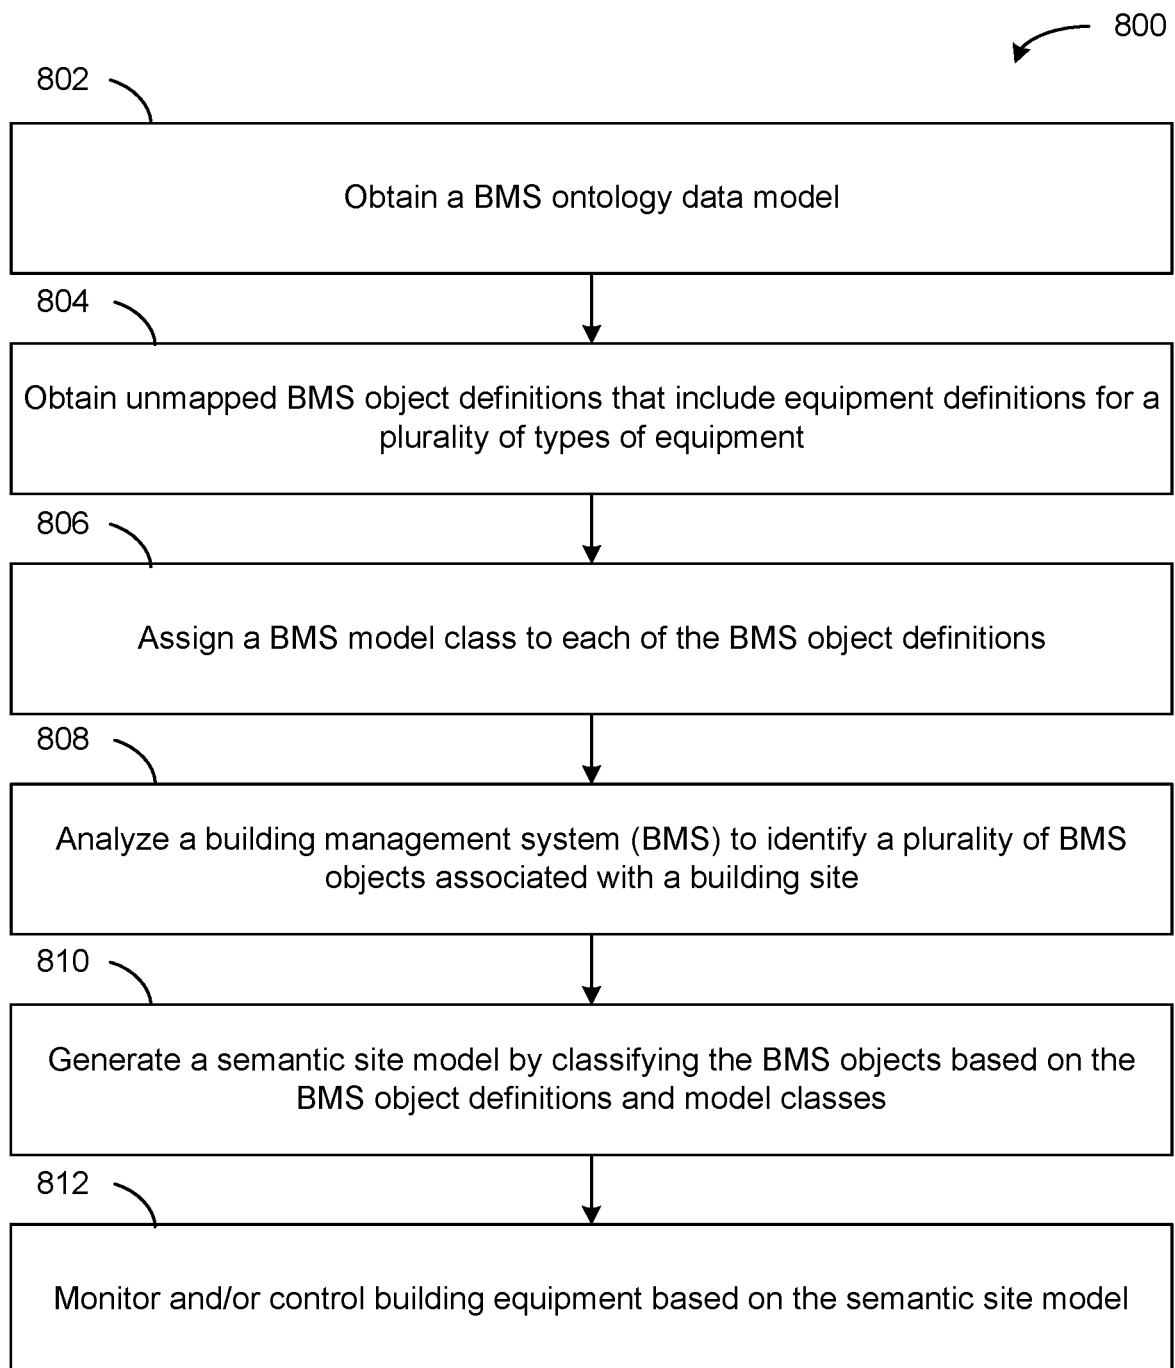 800
802
Obtain a BMS ontology data model
804
Obtain unmapped BMS object definitions that include equipment definitions for a
plurality of types of equipment
806
Assign a BMS model class to each of the BMS object definitions
808
Analyze a building management system (BMS) to identify a plurality of BMS
objects associated with a building site
810
Generate a semantic site model by classifying the BMS objects based on the
BMS object definitions and model classes
812
Monitor and/or control building equipment based on the semantic site model